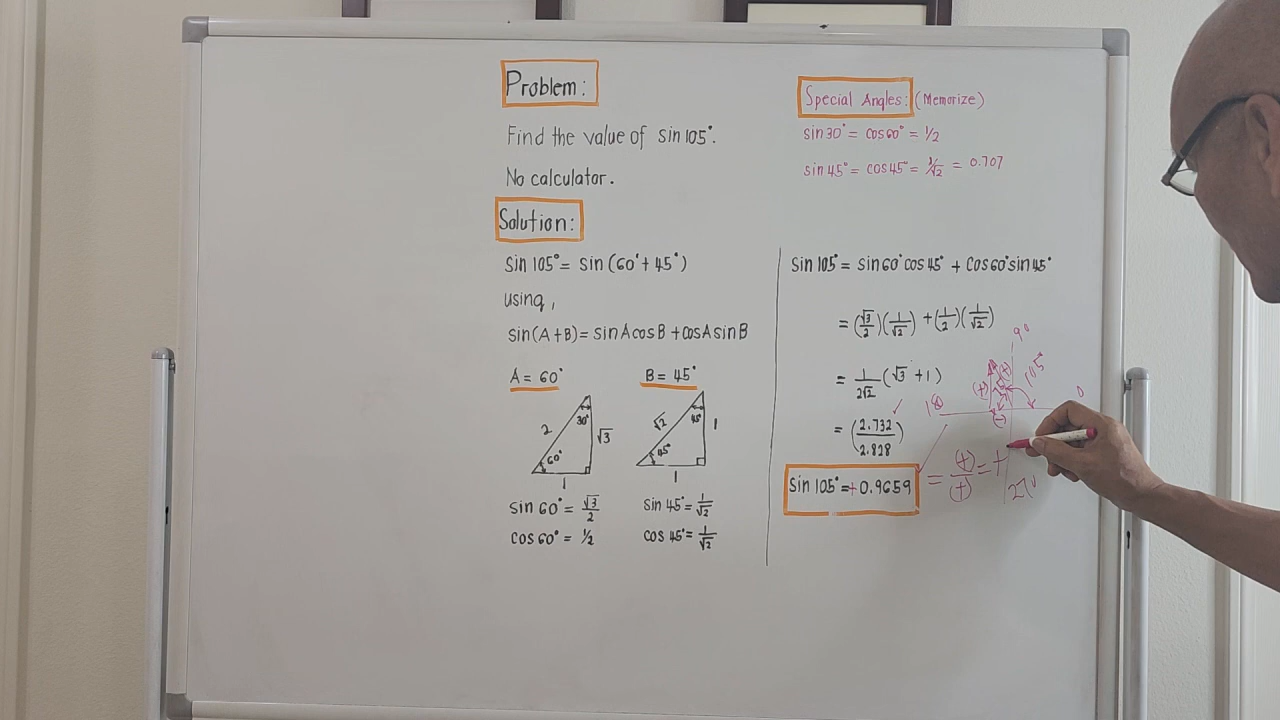 Problem:
Find the value of sin 105°.
No calculator.
Solution:
Sin 105° = sin (60° + 45°)
using,
sin(A+B) = sin A cos B + cos A sin B
A = 60°
B = 45°
2
30°
√3
60°
1
√2
45°
1
45°
1
sin 60° = √3/2
cos 60° = 1/2
sin 45° = 1/√2
cos 45° = 1/√2
Special Angles: (Memorize)
sin 30° = cos 60° = 1/2
sin 45° = cos 45° = 1/√2 = 0.707
Sin 105° = sin 60° cos 45° + cos 60° sin 45°
= (√3/2)(1/√2) + (1/2)(1/√2)
= 1/2√2 (√3 + 1)
= (2.732/2.828)
Sin 105° = +0.9659
= (+)/(+) = +
90
105°
0
180
270
(+)
(+)
(-)